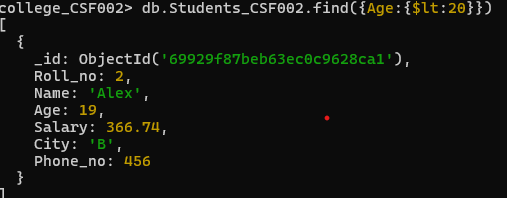 college_CSF002> db.Students_CSF002.find({Age:{$lt:20}})
[
  {
    _id: ObjectId('69929f87beb63ec0c9628ca1'),
    Roll_no: 2,
    Name: 'Alex',
    Age: 19,
    Salary: 366.74,
    City: 'B',
    Phone_no: 456
  }
]